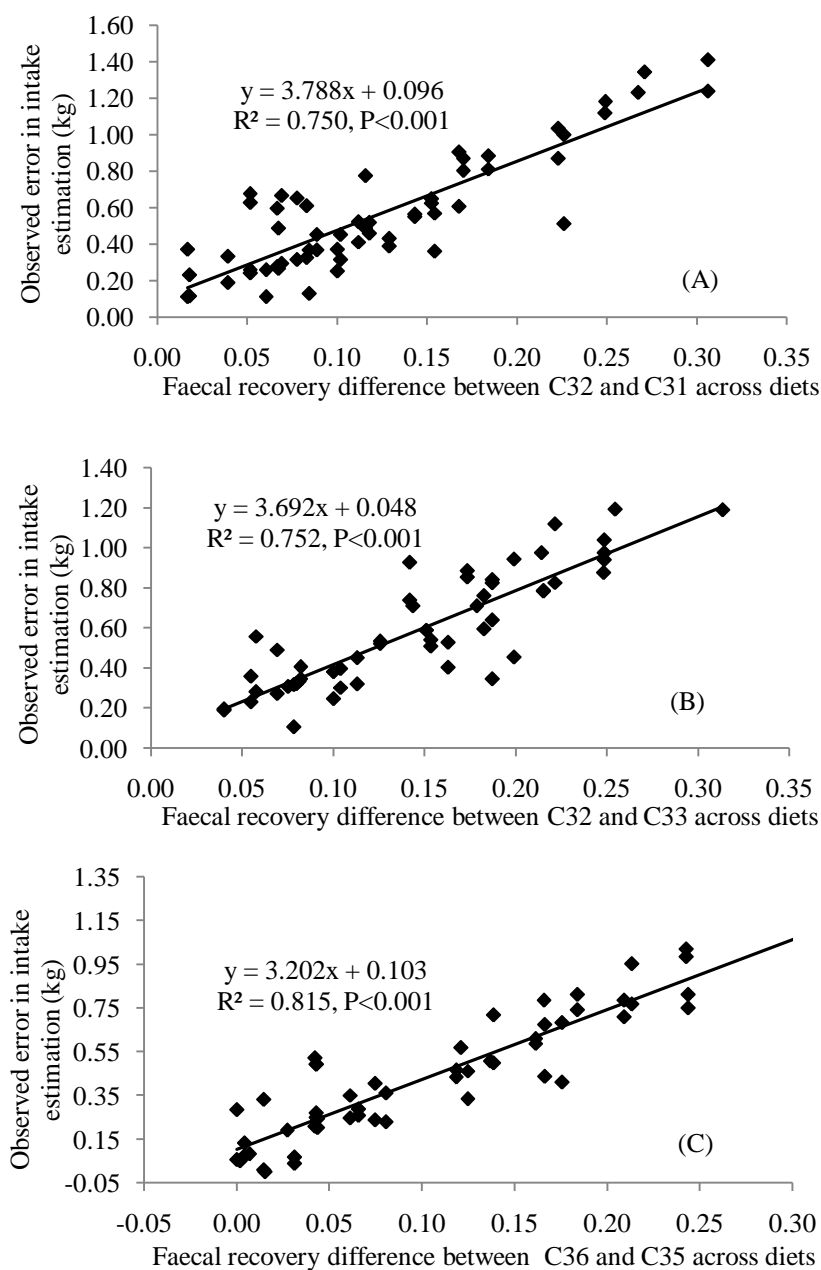 1.60
1.40
1.20
1.00
0.80
0.60
0.40
0.20
0.00
Observed error in intake
estimation (kg)
y = 3.788x + 0.096
R² = 0.750, P<0.001
(A)
0.00 0.05 0.10 0.15 0.20 0.25 0.30 0.35
Faecal recovery difference between C32 and C31 across diets
1.40
1.20
1.00
0.80
0.60
0.40
0.20
0.00
Observed error in intake
estimation (kg)
y = 3.692x + 0.048
R² = 0.752, P<0.001
(B)
0.00 0.05 0.10 0.15 0.20 0.25 0.30 0.35
Faecal recovery difference between C32 and C33 across diets
1.35
1.15
0.95
0.75
0.55
0.35
0.15
-0.05
Observed error in intake
estimation (kg)
y = 3.202x + 0.103
R² = 0.815, P<0.001
(C)
-0.05 0.00 0.05 0.10 0.15 0.20 0.25 0.30
Faecal recovery difference between C36 and C35 across diets